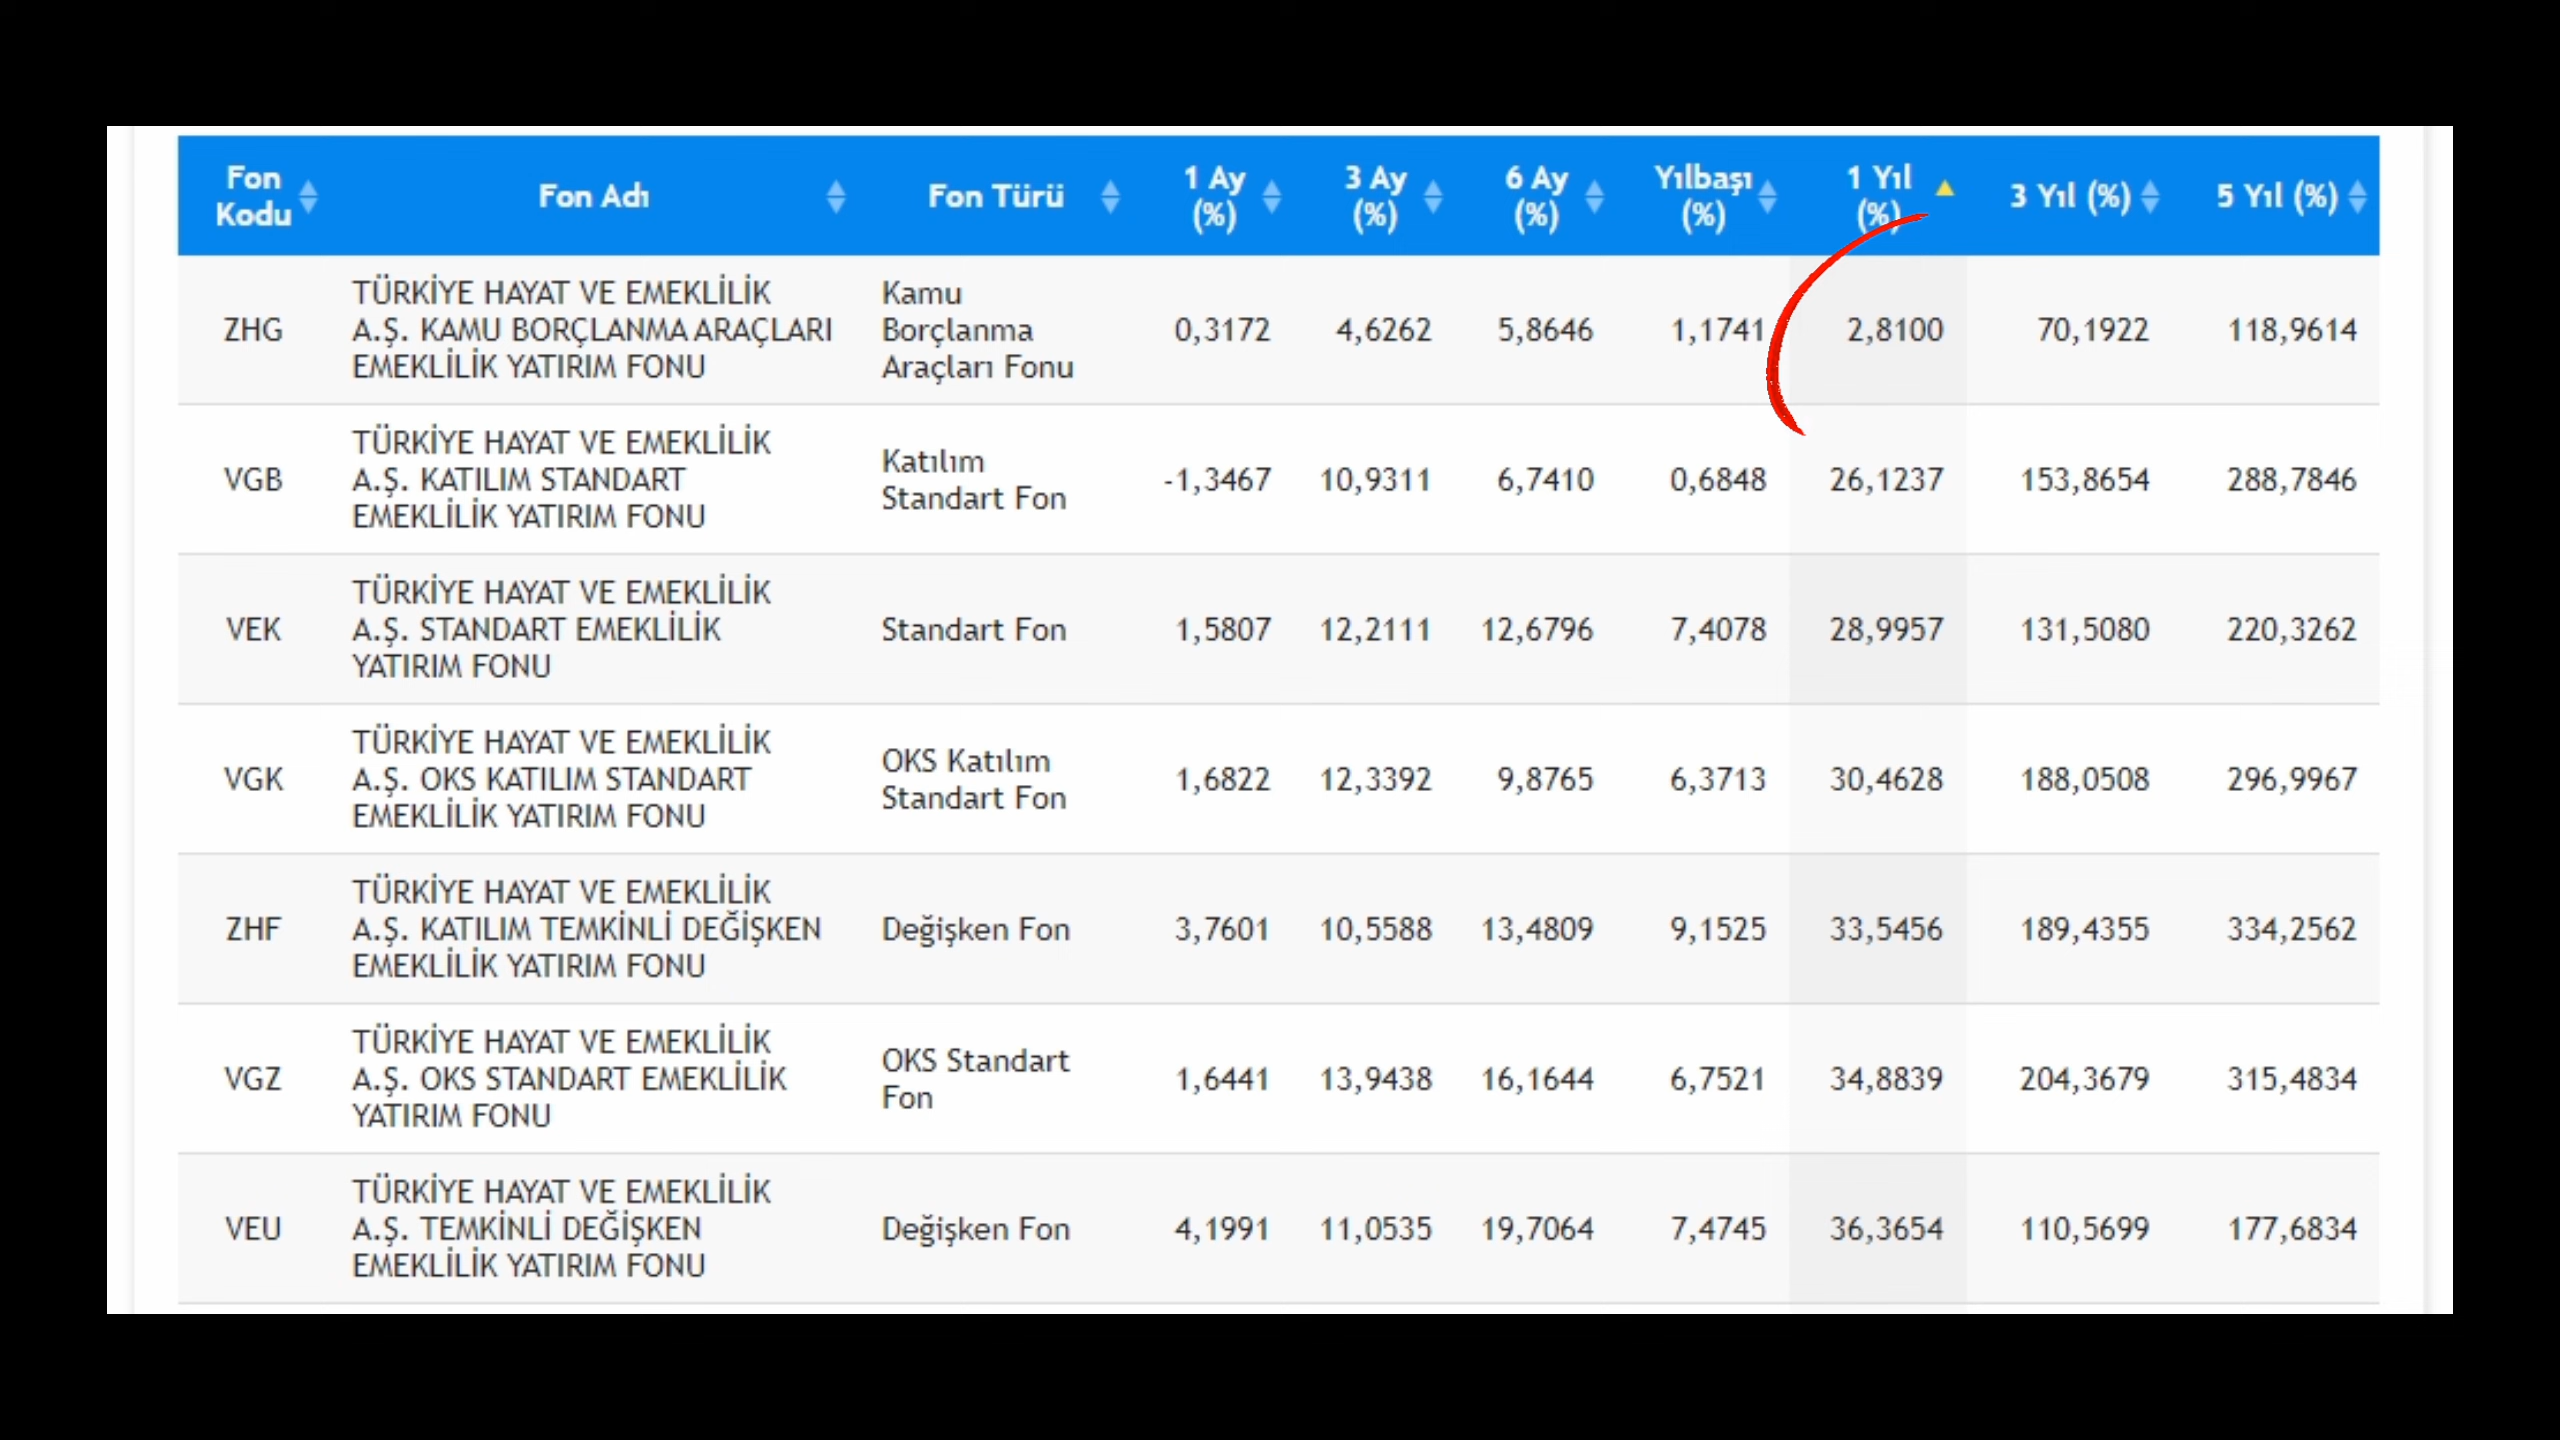 Fon Kodu Fon Adı Fon Türü 1 Ay (%) 3 Ay (%) 6 Ay (%) Yılbaşı (%) 1 Yıl (%) 3 Yıl (%) 5 Yıl (%)
ZHG
TÜRKİYE HAYAT VE EMEKLİLİK
A.Ş. KAMU BORÇLANMA ARAÇLARI
EMEKLİLİK YATIRIM FONU
Kamu
Borçlanma
Araçları Fonu
0,3172 4,6262 5,8646 1,1741 2,8100 70,1922 118,9614
VGB
TÜRKİYE HAYAT VE EMEKLİLİK
A.Ş. KATILIM STANDART
EMEKLİLİK YATIRIM FONU
Katılım
Standart Fon
-1,3467 10,9311 6,7410 0,6848 26,1237 153,8654 288,7846
VEK
TÜRKİYE HAYAT VE EMEKLİLİK
A.Ş. STANDART EMEKLİLİK
YATIRIM FONU
Standart Fon
1,5807 12,2111 12,6796 7,4078 28,9957 131,5080 220,3262
VGK
TÜRKİYE HAYAT VE EMEKLİLİK
A.Ş. OKS KATILIM STANDART
EMEKLİLİK YATIRIM FONU
OKS Katılım
Standart Fon
1,6822 12,3392 9,8765 6,3713 30,4628 188,0508 296,9967
ZHF
TÜRKİYE HAYAT VE EMEKLİLİK
A.Ş. KATILIM TEMKİNLİ DEĞİŞKEN
EMEKLİLİK YATIRIM FONU
Değişken Fon
3,7601 10,5588 13,4809 9,1525 33,5456 189,4355 334,2562
VGZ
TÜRKİYE HAYAT VE EMEKLİLİK
A.Ş. OKS STANDART EMEKLİLİK
YATIRIM FONU
OKS Standart
Fon
1,6441 13,9438 16,1644 6,7521 34,8839 204,3679 315,4834
VEU
TÜRKİYE HAYAT VE EMEKLİLİK
A.Ş. TEMKİNLİ DEĞİŞKEN
EMEKLİLİK YATIRIM FONU
Değişken Fon
4,1991 11,0535 19,7064 7,4745 36,3654 110,5699 177,6834